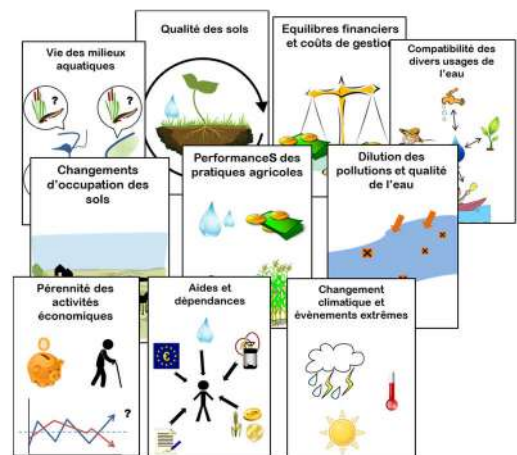 Vie des milieux
aquatiques
?
?
Qualité des sols
Equilibres financiers
et coûts de gestion
Compatibilité des
divers usages de
l'eau
Changements
d'occupation des
sols
PerformanceS des
pratiques agricoles
Dilution des
pollutions et qualité
de l'eau
Pérennité des
activités
économiques
?
Aides et
dépendances
€
Changement
climatique et
évènements extrêmes